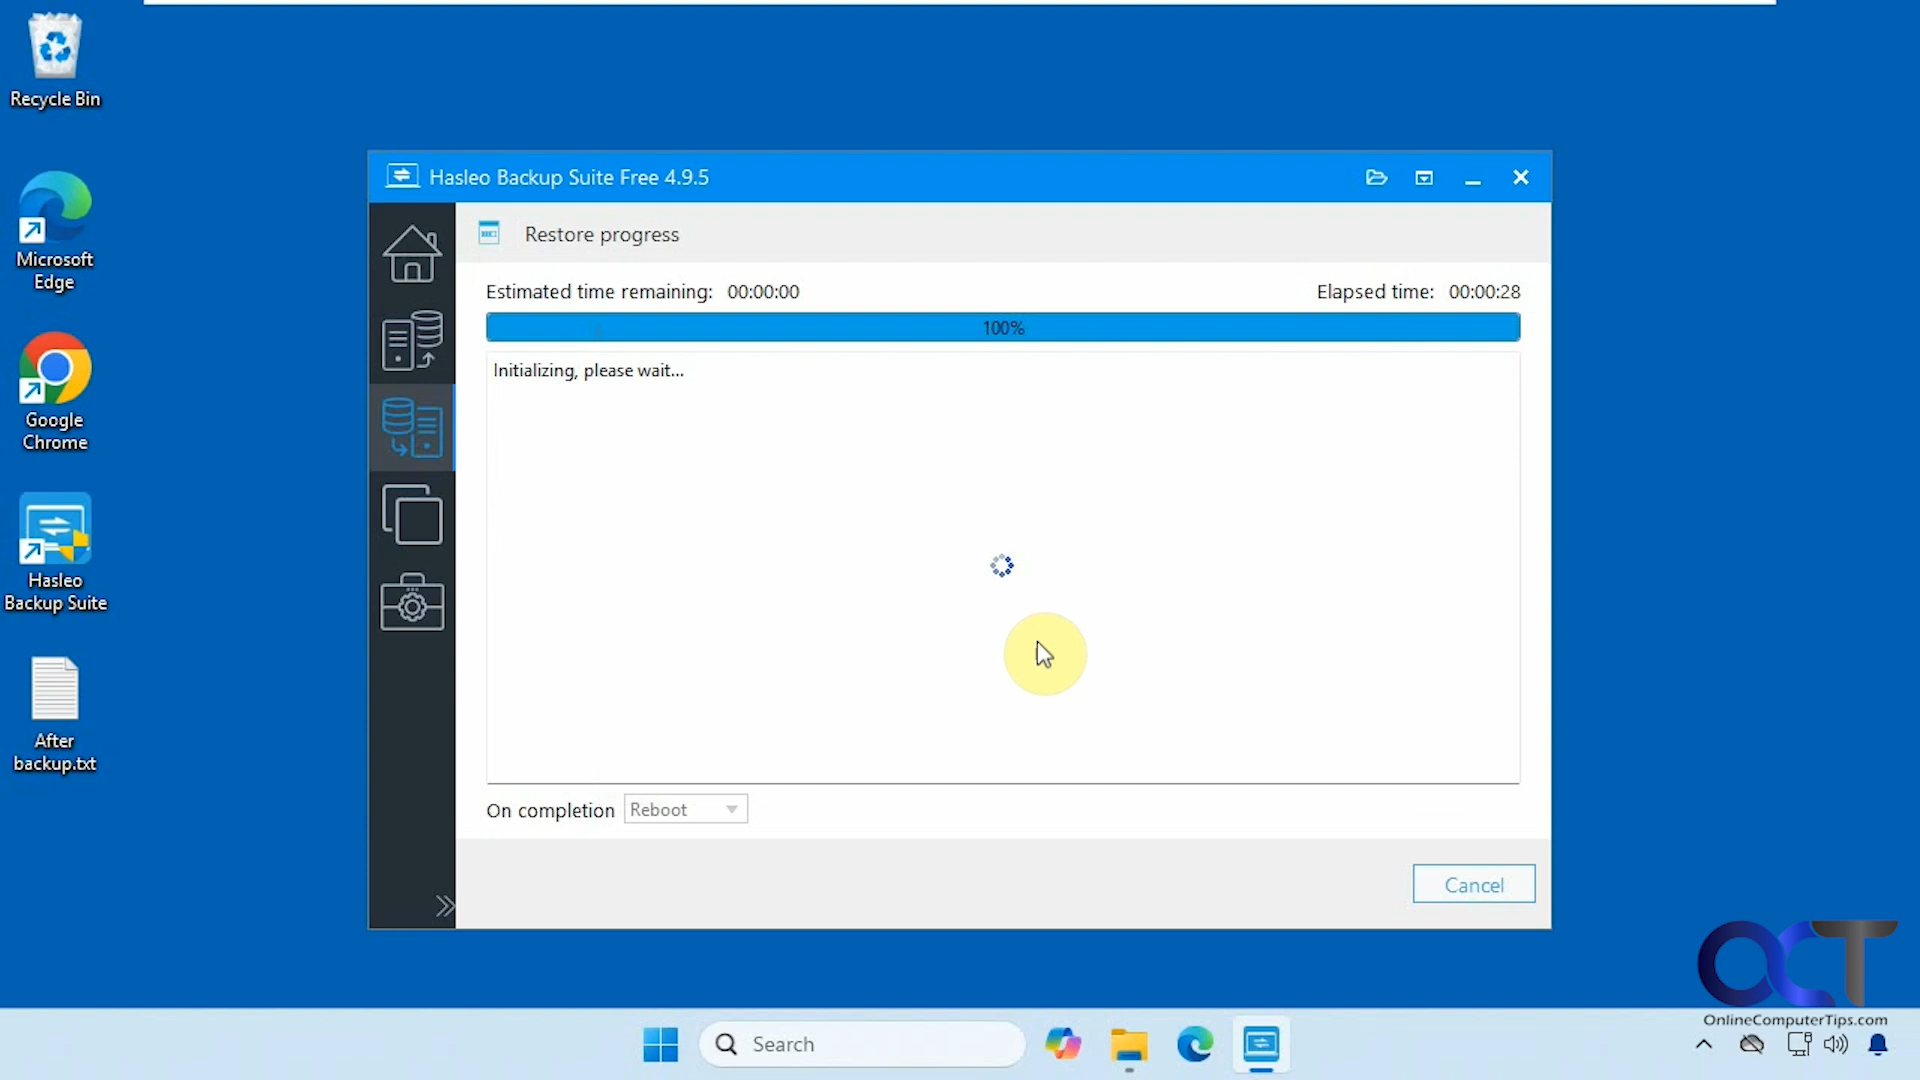 Recycle Bin
Microsoft
Edge
Google
Chrome
Hasleo
Backup Suite
After
backup.txt
Hasleo Backup Suite Free 4.9.5
Restore progress
Estimated time remaining: 00:00:00
Elapsed time: 00:00:28
100%
Initializing, please wait...
On completion Reboot
Cancel
OCT
OnlineComputerTips.com
Search